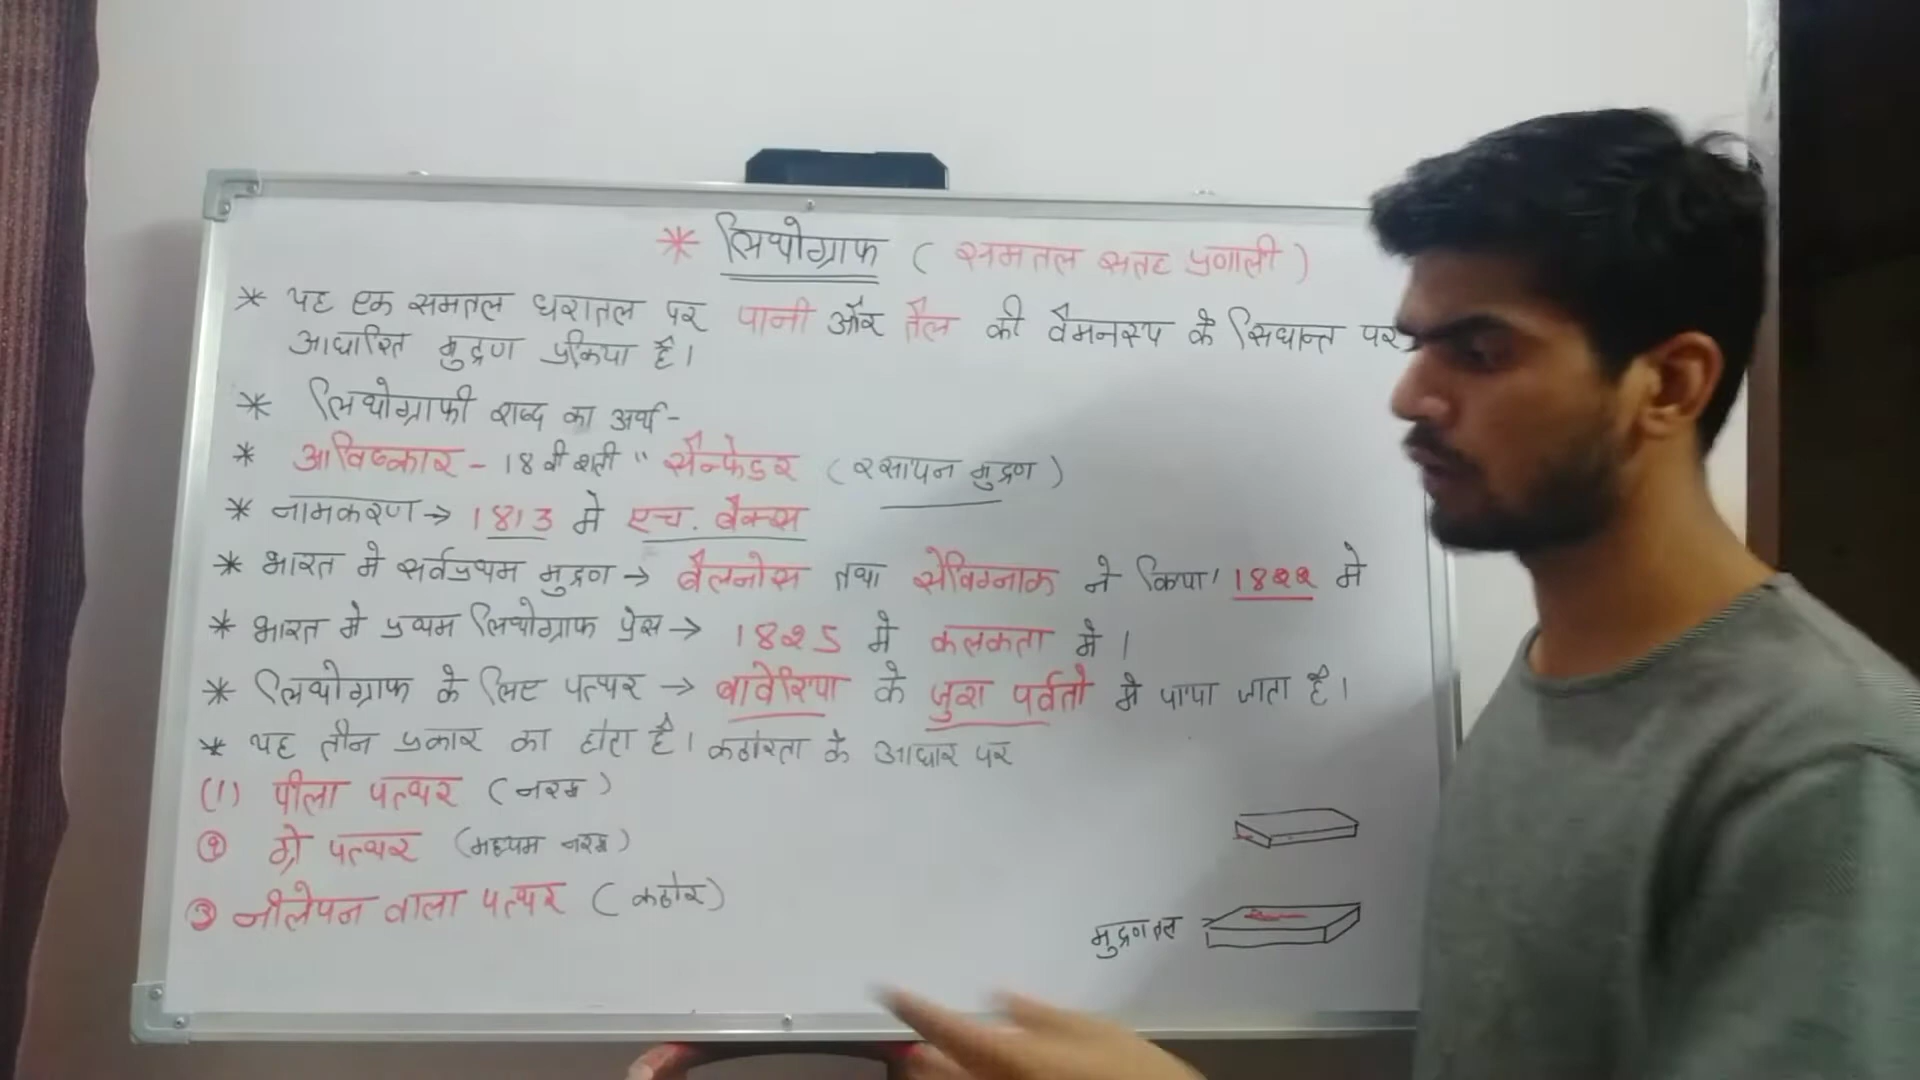 * लिथोग्राफ ( समतल सतह प्रणाली )
* यह एक समतल धरातल पर पानी और तैल की वैमनस्य के सिधान्त पर
आधारित मुद्रण प्रकिया है।
* लिथोग्राफी शब्द का अर्थ -
* आविष्कार - 18 वी शती " सैन्फेडर ( रसायन मुद्रण )
* नामकरण → 1813 मे एच. बैक्स
* भारत मे सर्वप्रथम मुद्रण → बैलनोस तथा सेविग्नाक ने किया' 1822 मे
* भारत मे प्रथम लिथोग्राफ प्रेस → 1825 मे कलकता मे।
* लिथोग्राफ के लिए पत्थर → बावेरिया के जुरा पर्वतो मे पाया जाता है।
* यह तीन प्रकार का होता है। कठोरता के आधार पर
(1) पीला पत्थर ( नरम )
② ग्रे पत्थर ( मध्यम नरम )
③ नीलेपन वाला पत्थर ( कठोर )
मुद्रण तल